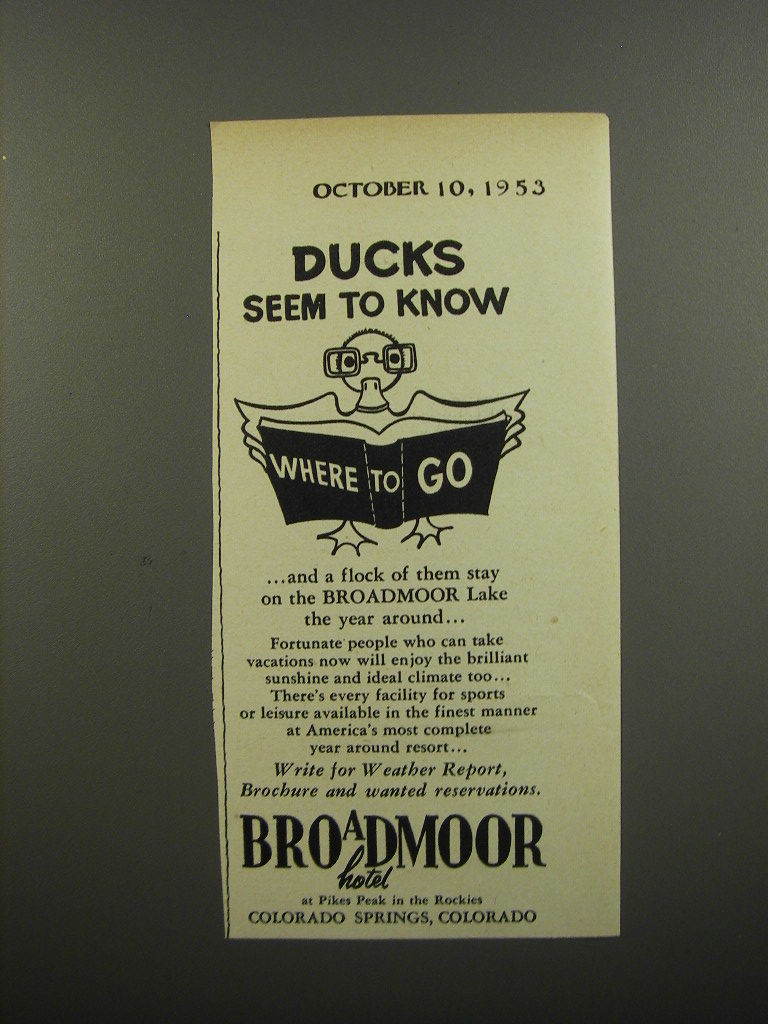 OCTOBER 10, 1953
DUCKS
SEEM TO KNOW
WHERE TO GO
...and a flock of them stay
on the BROADMOOR Lake
the year around...
Fortunate people who can take
vacations now will enjoy the brilliant
sunshine and ideal climate too...
There's every facility for sports
or leisure available in the finest manner
at America's most complete
year around resort...
Write for Weather Report,
Brochure and wanted reservations.
BROADMOOR
hotel
at Pikes Peak in the Rockies
COLORADO SPRINGS, COLORADO